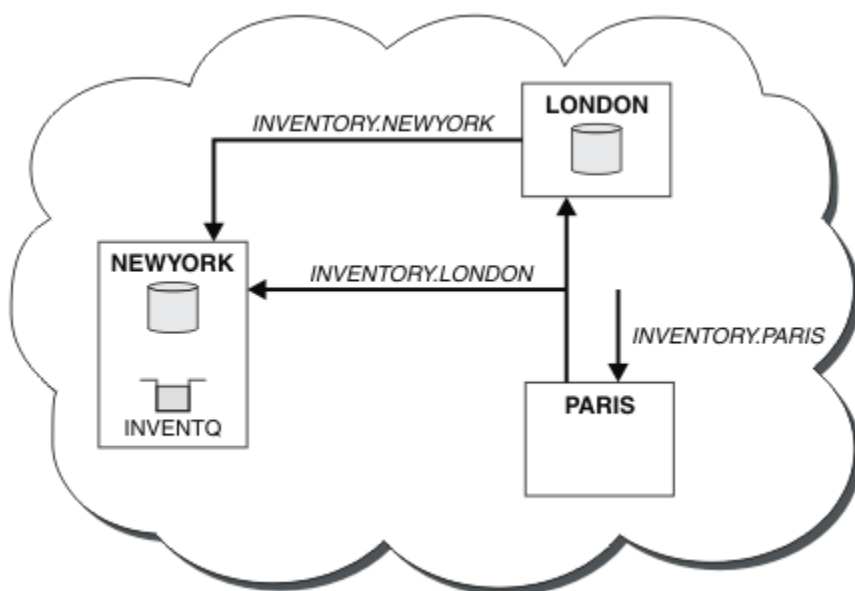 LONDON
INVENTORY.NEWYORK
NEWYORK
INVENTORY.LONDON
INVENTORY.PARIS
PARIS
INVENTQ